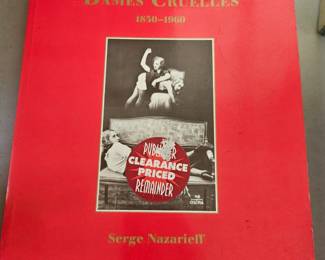 DAMES CRUELLES
1850-1960
PUBLISHER
CLEARANCE
PRICED
REMAINDER
Serge Nazarieff